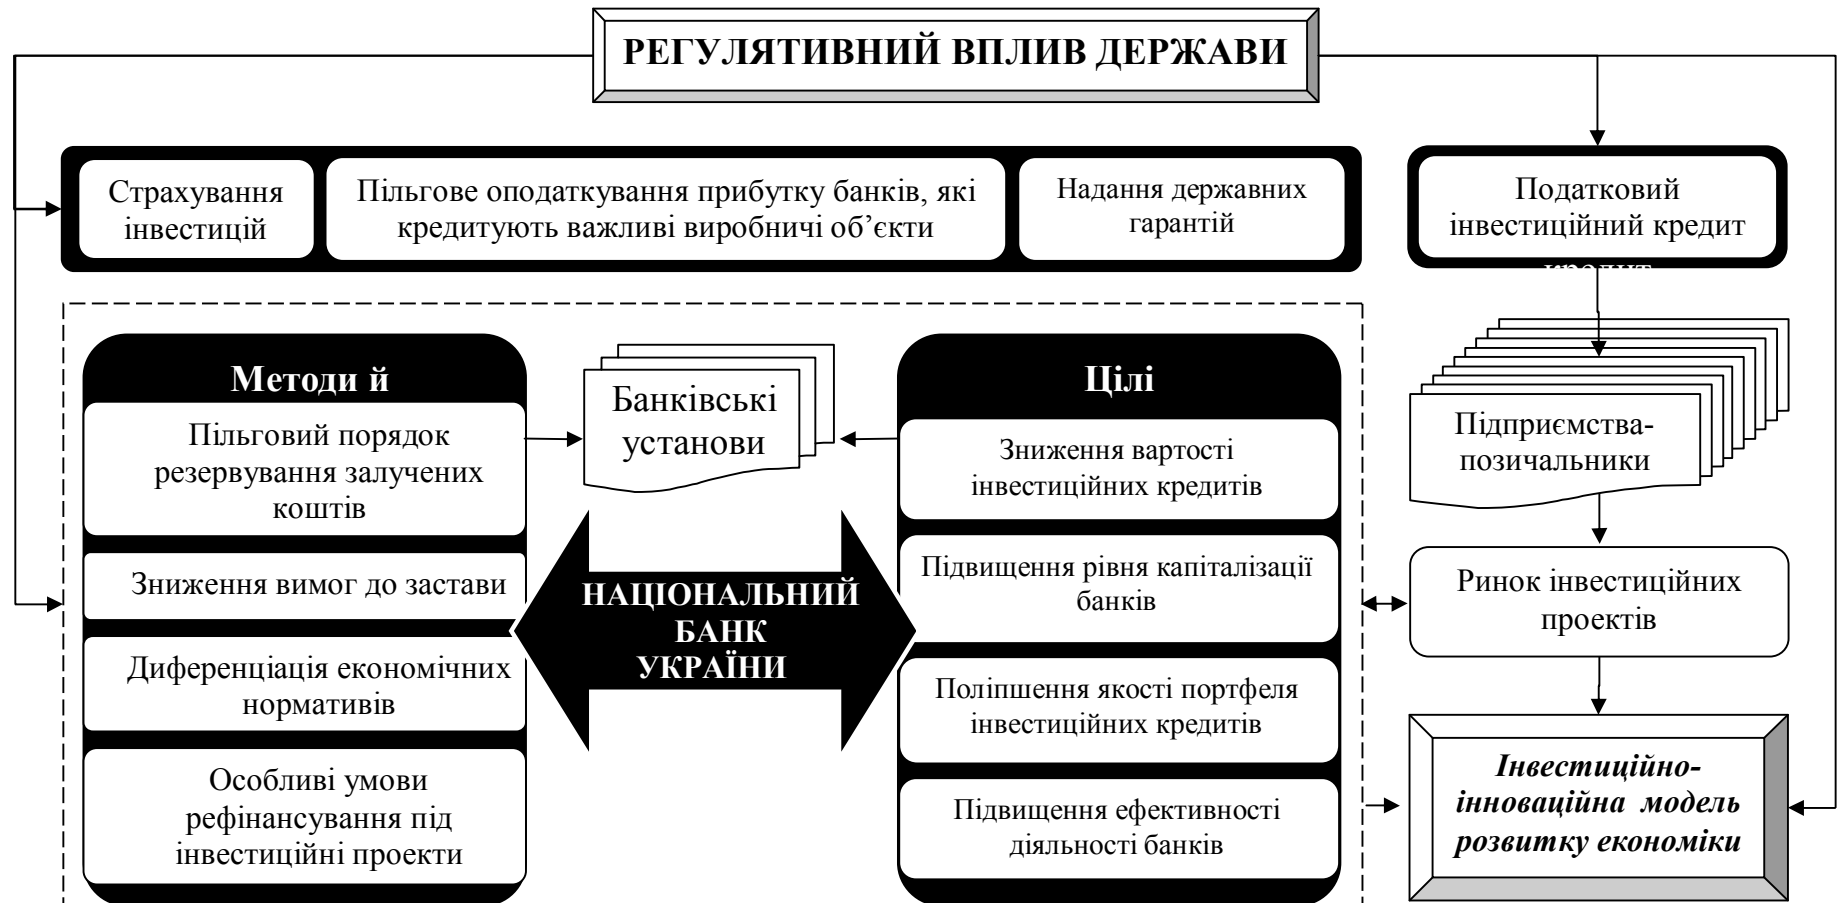 РЕГУЛЯТИВНИЙ ВПЛИВ ДЕРЖАВИ
Страхування
інвестицій
Пільгове оподаткування прибутку банків, які
кредитують важливі виробничі об’єкти
Надання державних
гарантій
Податковий
інвестиційний кредит
кредит
Методи й
Пільговий порядок
резервування залучених
коштів
Зниження вимог до застави
Диференціація економічних
нормативів
Особливі умови
рефінансування під
інвестиційні проекти
Банківські
установи
НАЦІОНАЛЬНИЙ
БАНК
УКРАЇНИ
Цілі
Зниження вартості
інвестиційних кредитів
Підвищення рівня капіталізації
банків
Поліпшення якості портфеля
інвестиційних кредитів
Підвищення ефективності
діяльності банків
Підприємства-
позичальники
Ринок інвестиційних
проектів
Інвестиційно-
інноваційна модель
розвитку економіки